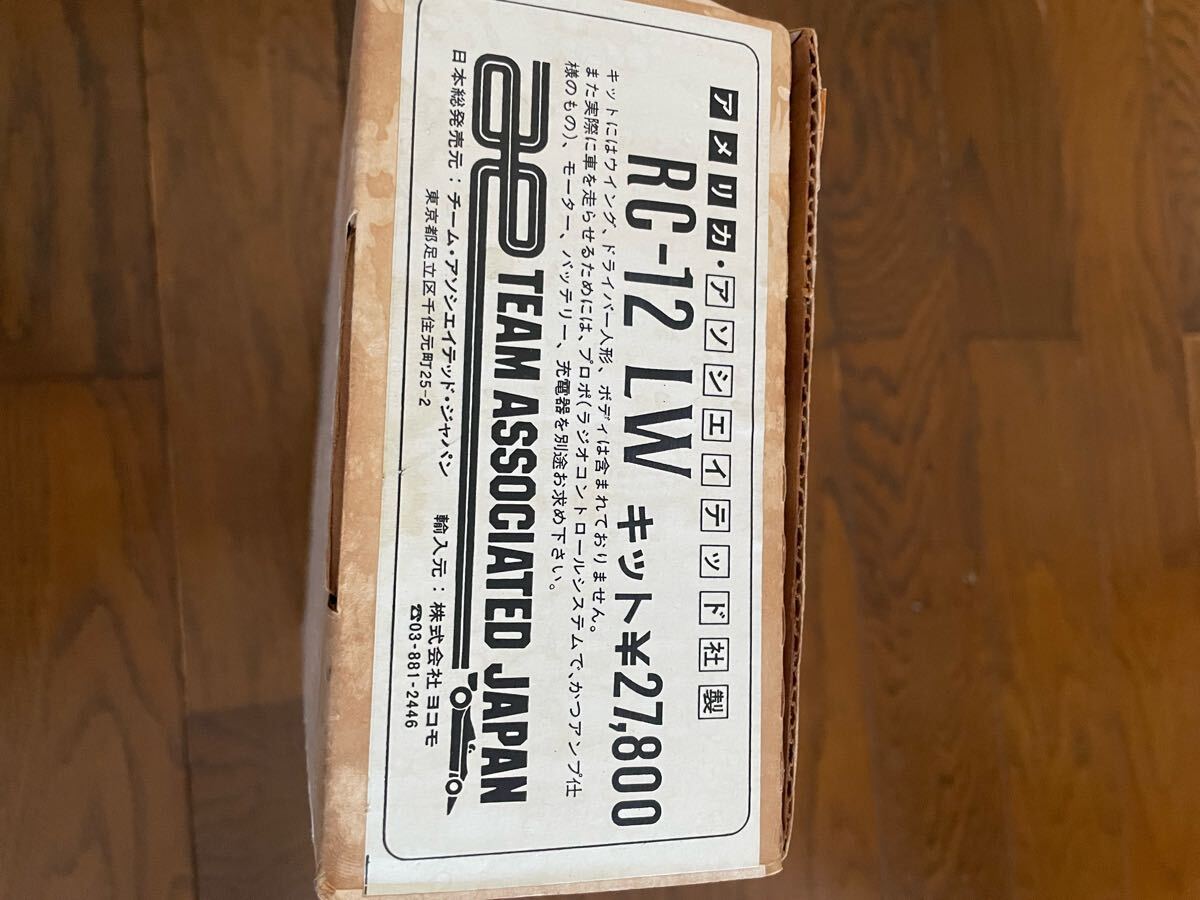 アメリカ・アソシエイテッド社製
RC-12 LW キット¥27,800
キットにはウイング、ドライバー人形、ボディは含まれておりません。
また実際に車を走らせるためには、プロポ(ラジオコントロールシステムで、かつアンプ仕
様のもの)、モーター、バッテリー、充電器を別途お求め下さい。
TEAM ASSOCIATED JAPAN
日本総発売元:チーム・アソシエイテッド・ジャパン 輸入元:株式会社ヨコモ
東京都足立区千住元町25-2 ☎03-881-2446